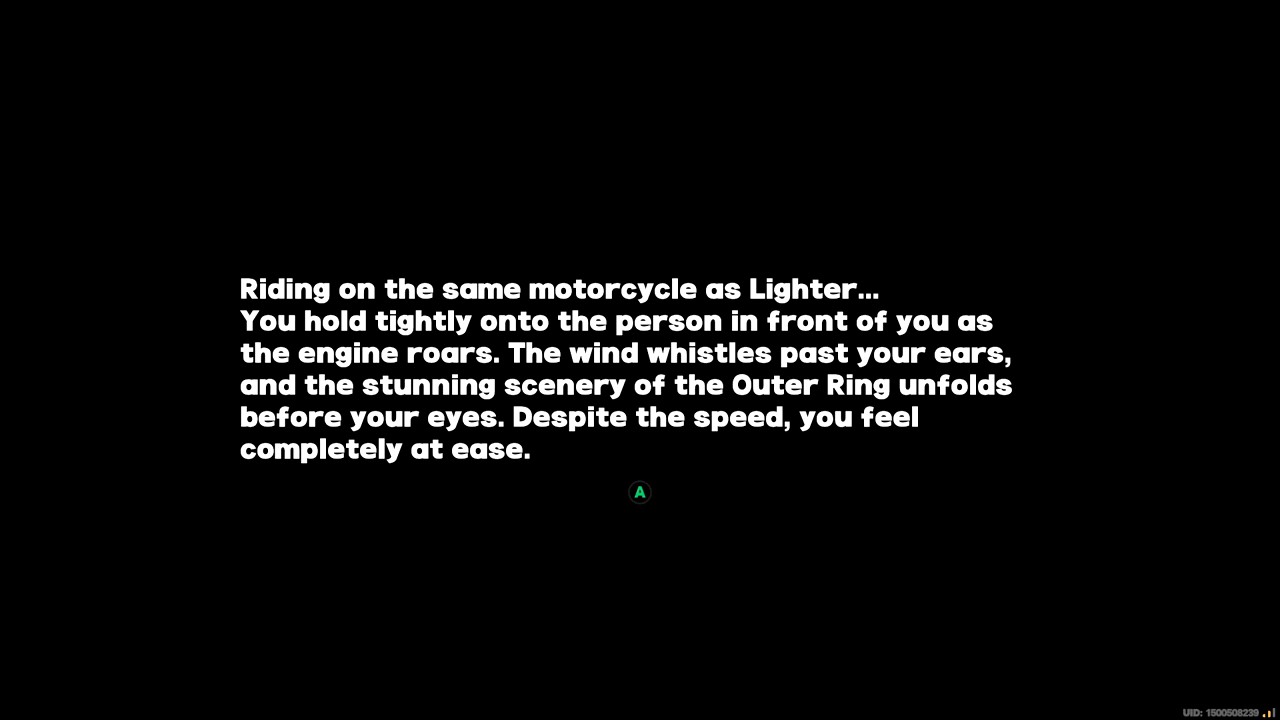 Riding on the same motorcycle as Lighter...
You hold tightly onto the person in front of you as
the engine roars. The wind whistles past your ears,
and the stunning scenery of the Outer Ring unfolds
before your eyes. Despite the speed, you feel
completely at ease.
A
UID: 1500508239